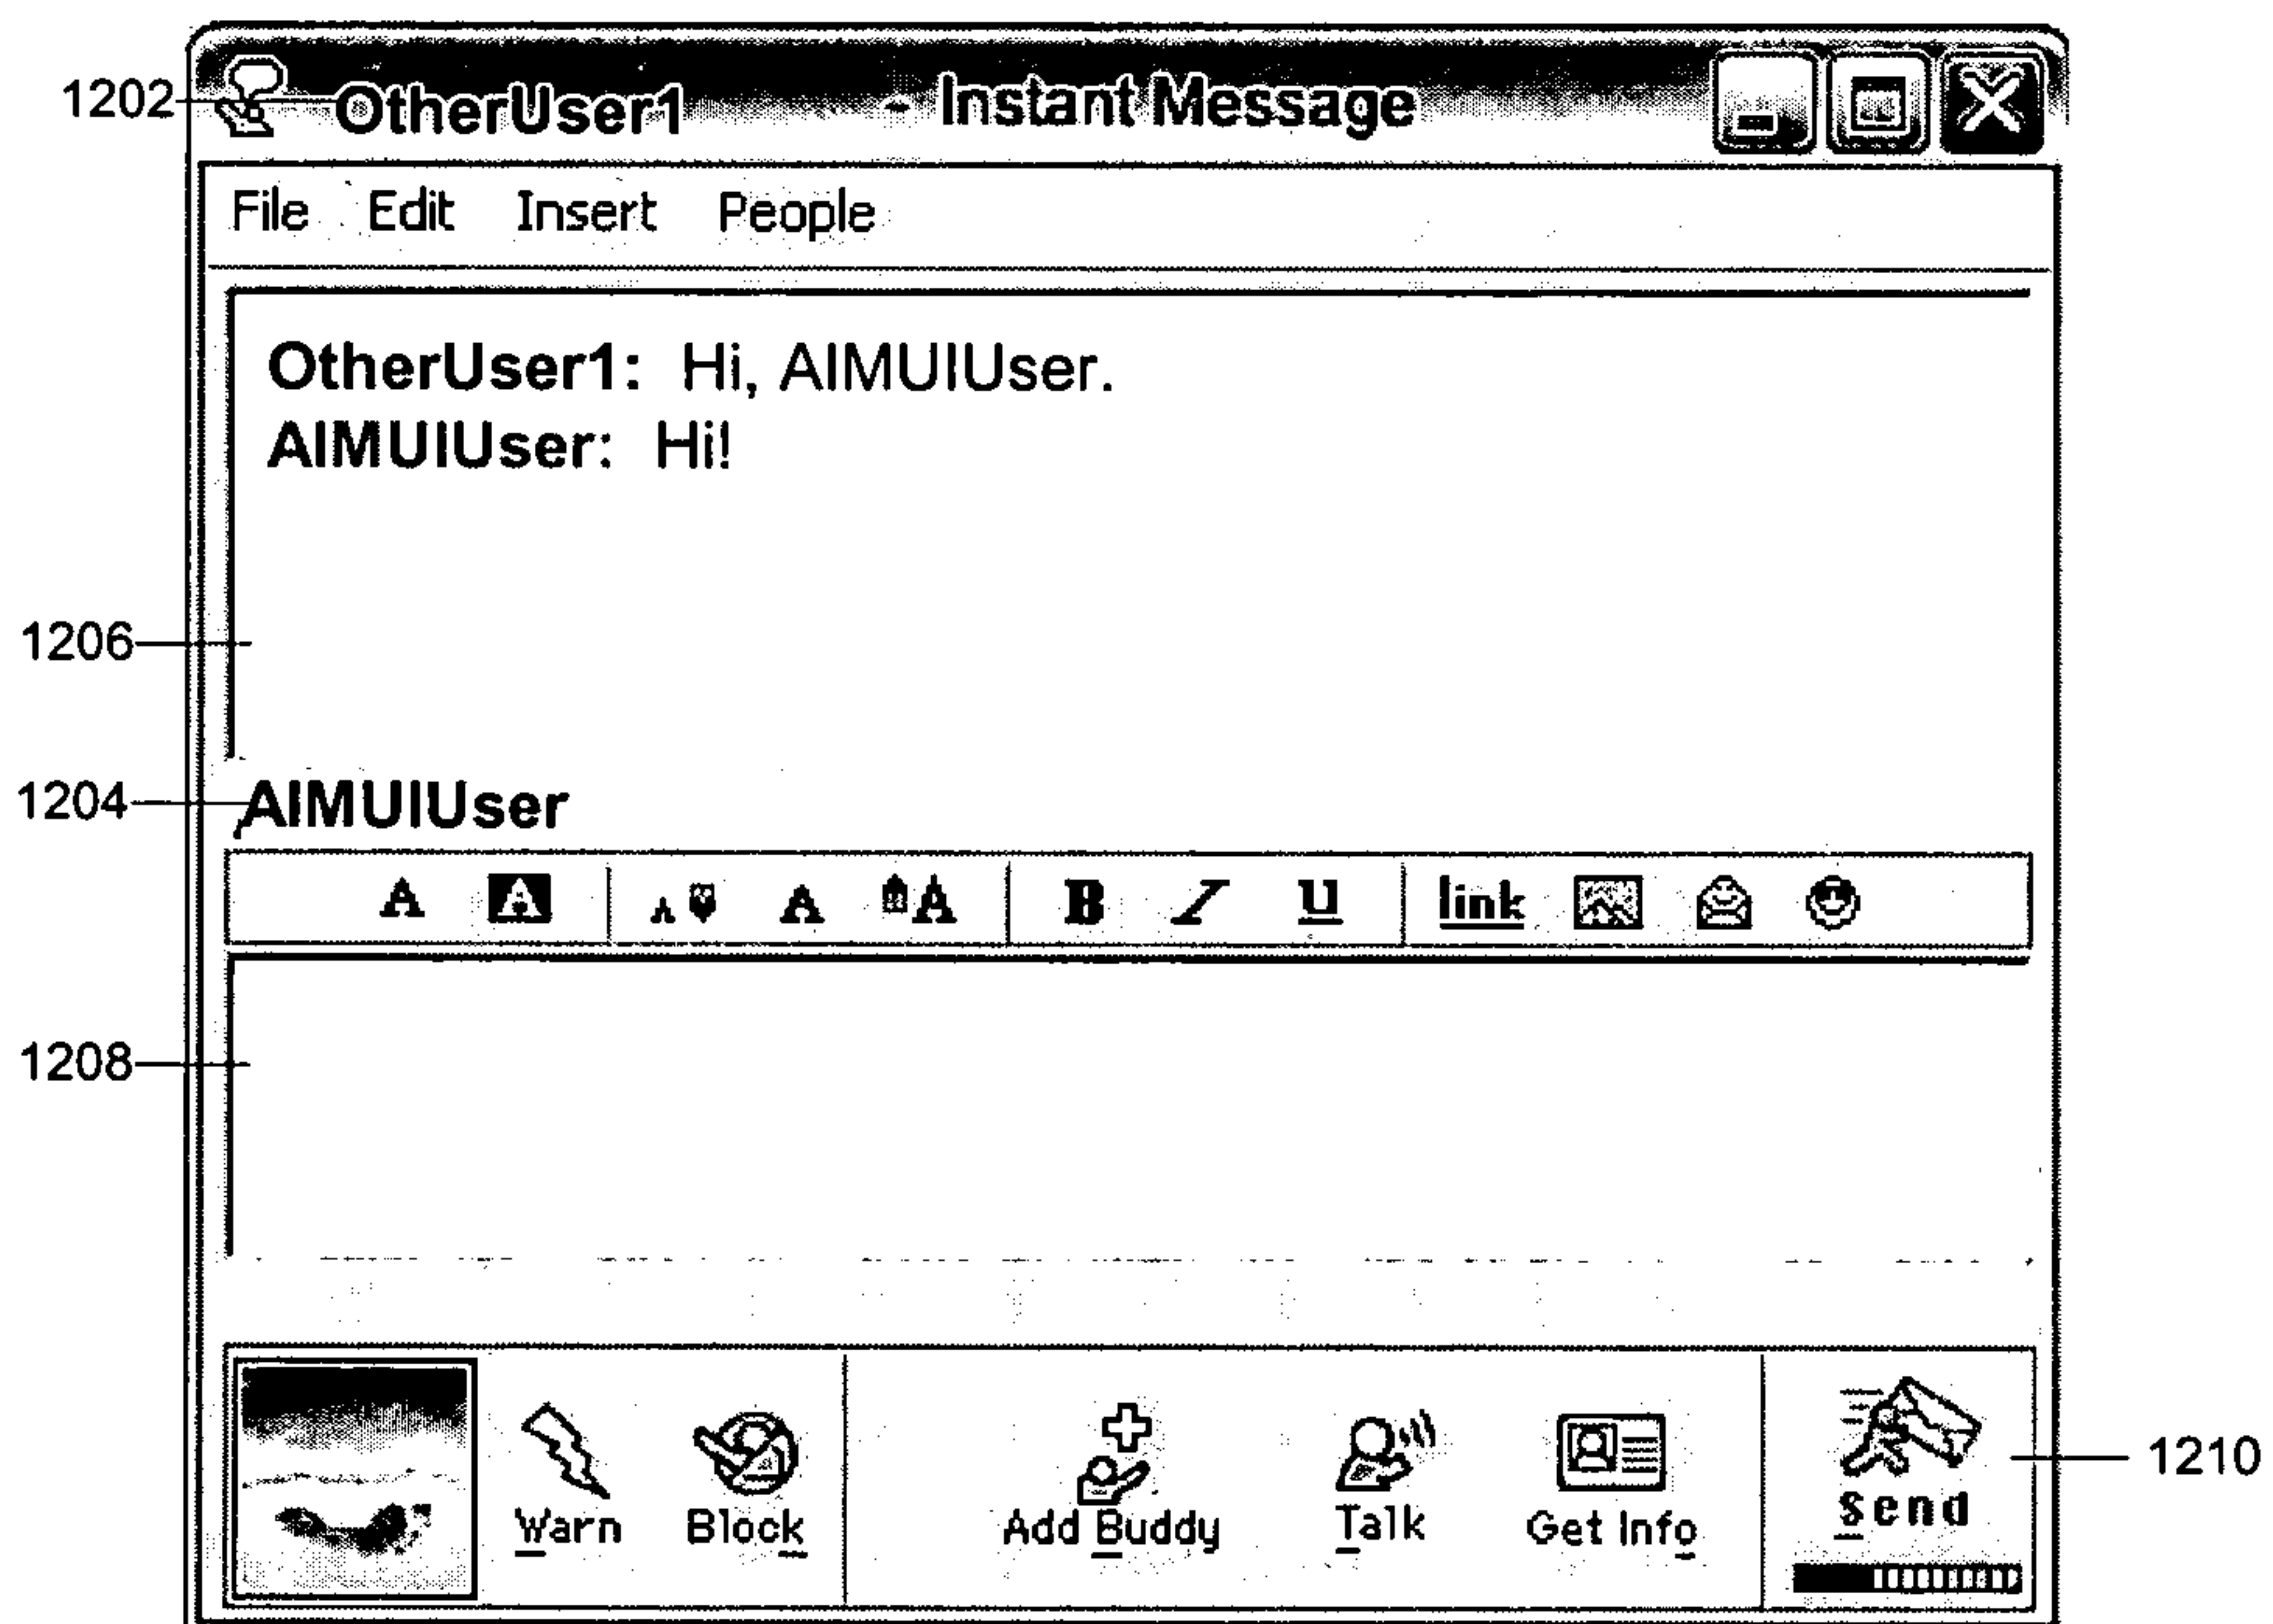 1202
OtherUser1 - Instant Message
File Edit Insert People
OtherUser1: Hi, AIMUIUser.
AIMUIUser: Hi!
1206
1204
AIMUIUser
A A A A A B I U link
1208
Warn Block Add Buddy Talk Get Info send
1210